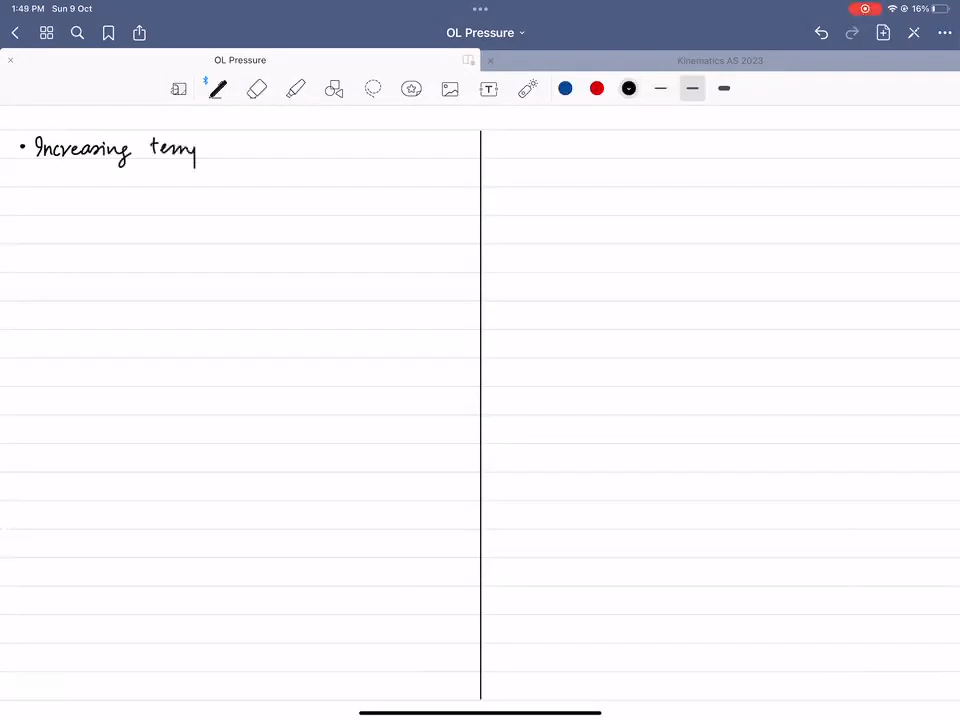 1:49 PM Sun 9 Oct
16%
OL Pressure
OL Pressure
Kinematics AS 2023
T
• Increasing temp